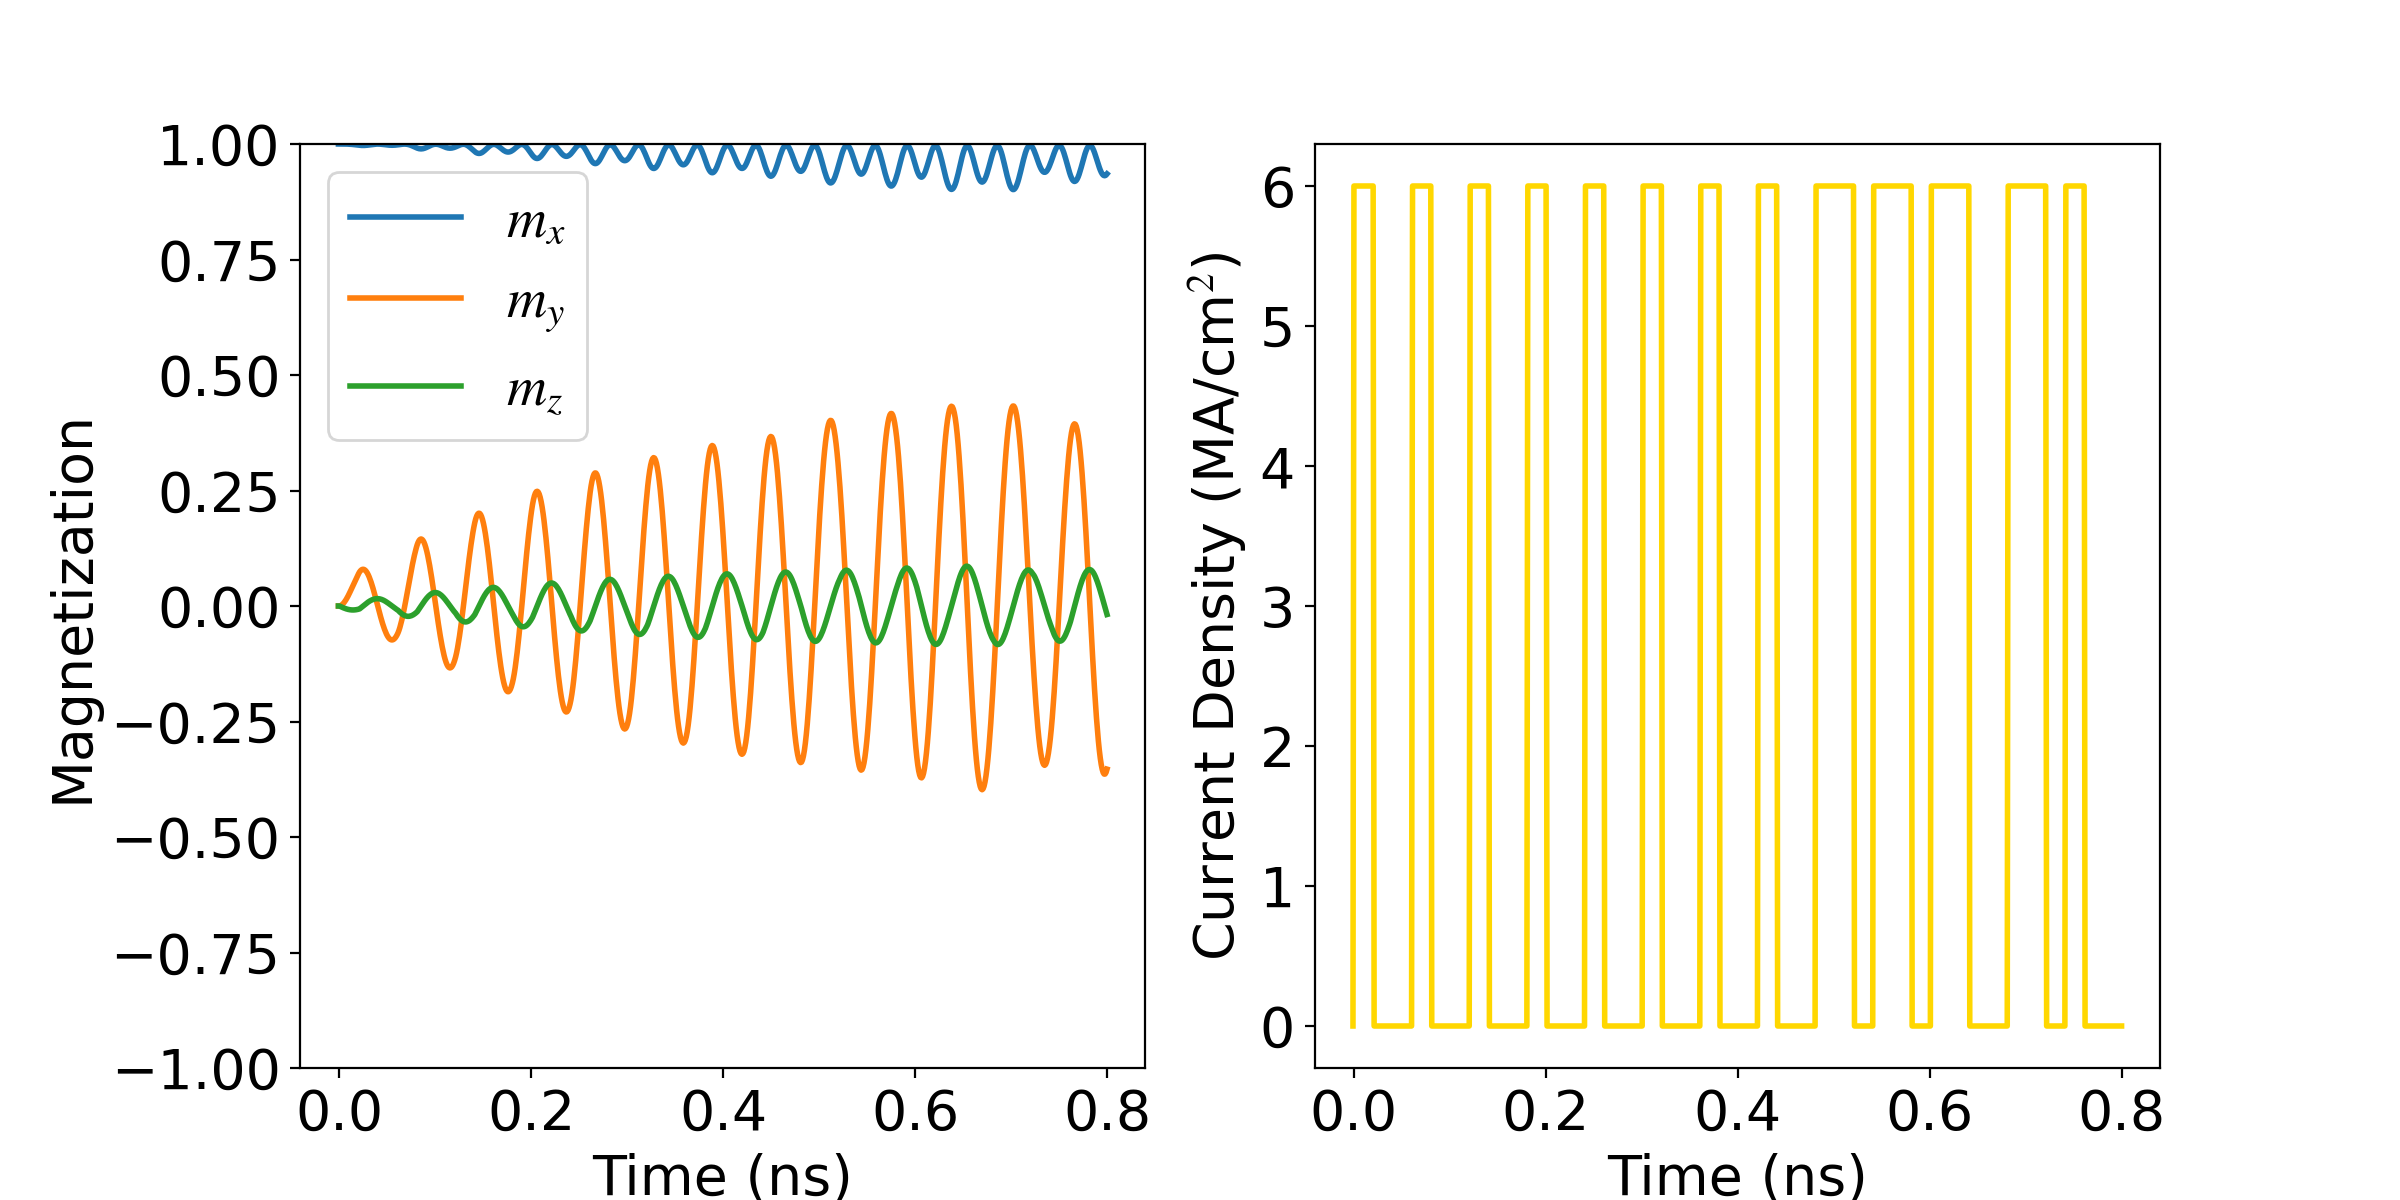 Magnetization
1.00
0.75
0.50
0.25
0.00
−0.25
−0.50
−0.75
−1.00
0.0 0.2 0.4 0.6 0.8
Time (ns)
m_x
m_y
m_z
Current Density (MA/cm²)
6
5
4
3
2
1
0
0.0 0.2 0.4 0.6 0.8
Time (ns)